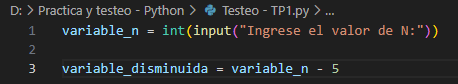 D: > Practica y testeo - Python > Testeo - TP1.py > ...
1 variable_n = int(input("Ingrese el valor de N:"))
2
3 variable_disminuida = variable_n - 5